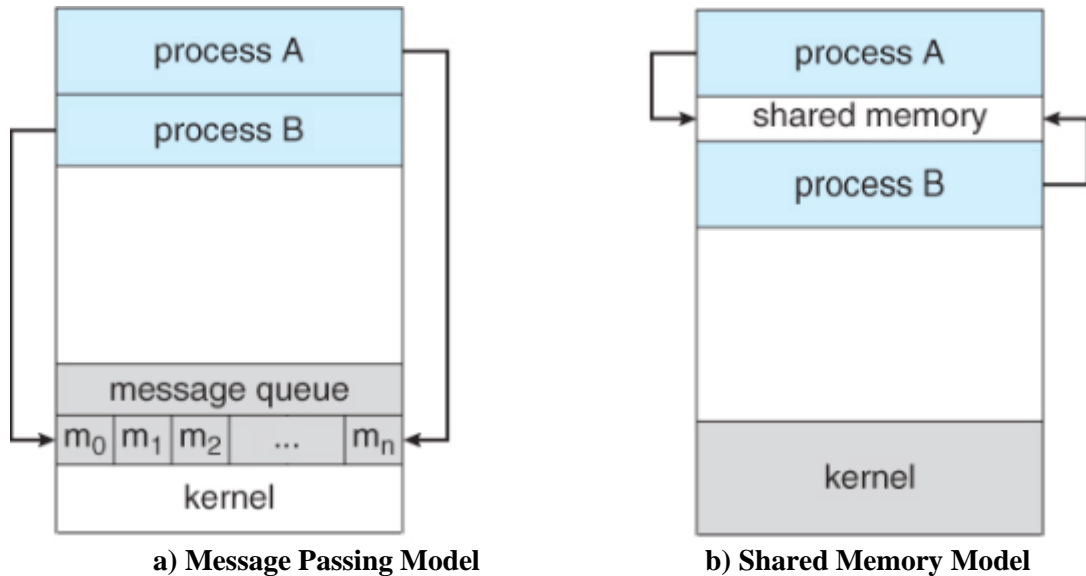 process A
process B
message queue
m₀ m₁ m₂ ... mₙ
kernel
a) Message Passing Model
process A
shared memory
process B
kernel
b) Shared Memory Model